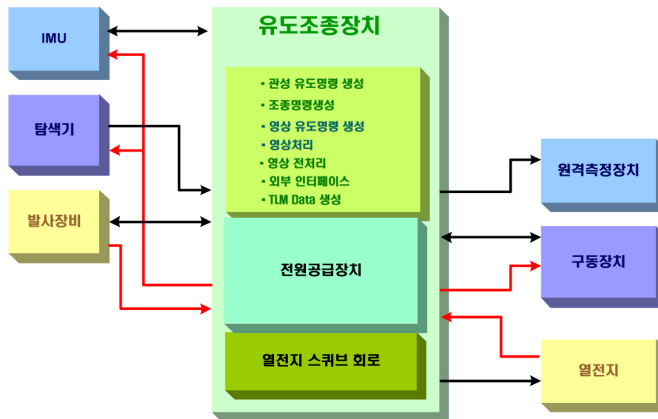 유도조종장치
IMU
탐색기
발사장비
• 관성 유도명령 생성
• 조종명령생성
• 영상 유도명령 생성
• 영상처리
• 영상 전처리
• 외부 인터페이스
• TLM Data 생성
전원공급장치
열전지 스퀴브 회로
원격측정장치
구동장치
열전지